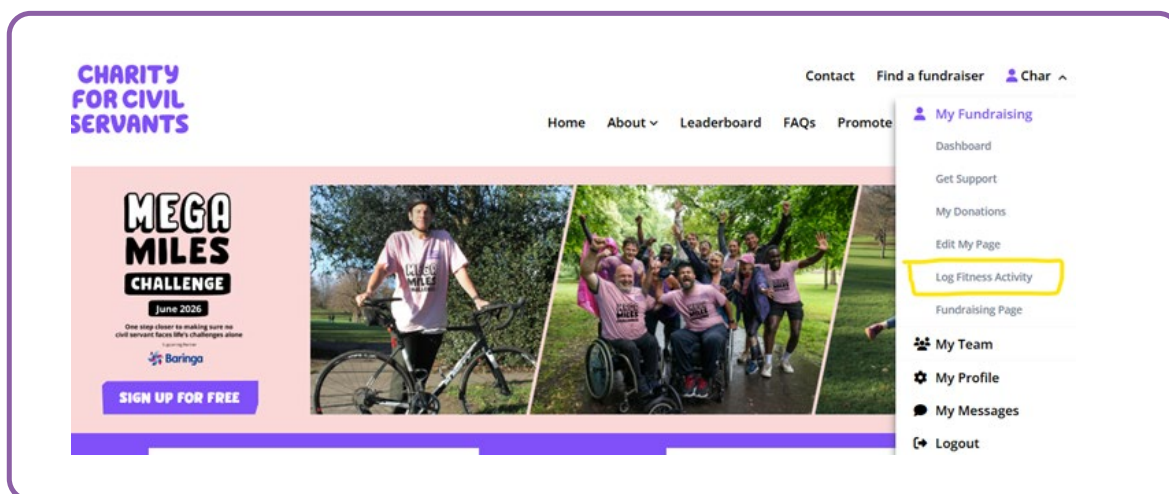 CHARITY
FOR CIVIL
SERVANTS
Contact Find a fundraiser Char
Home About Leaderboard FAQs Promote
My Fundraising
Dashboard
Get Support
My Donations
Edit My Page
Log Fitness Activity
Fundraising Page
My Team
My Profile
My Messages
Logout
MEGA
MILES
CHALLENGE
June 2026
One step closer to making sure no
civil servant faces life's challenges alone
Baringa
SIGN UP FOR FREE
MEGA
MILES
CHALLENGE